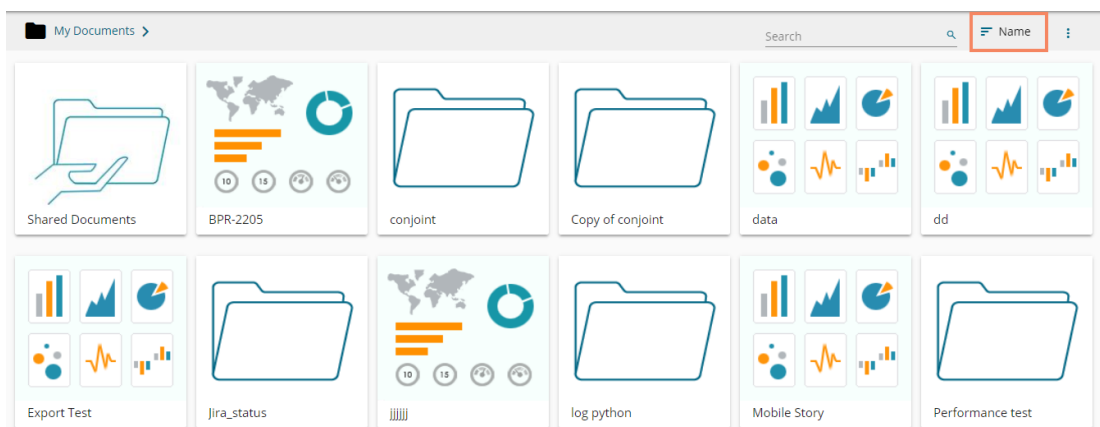 My Documents
Search
Name
10 15
Shared Documents
BPR-2205
conjoint
Copy of conjoint
data
dd
10 15
Export Test
Jira_status
jjjjjj
log python
Mobile Story
Performance test